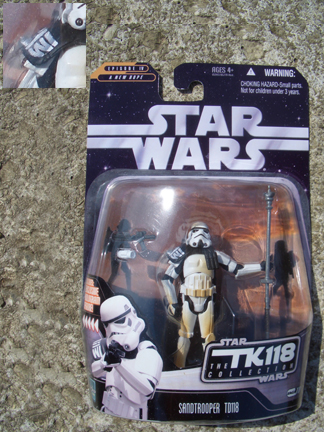 EPISODE IV
A NEW HOPE
AGES 4+
WARNING:
CHOKING HAZARD-Small parts.
Not for children under 3 years.
STAR
WARS
STAR
THE TK118
COLLECTION
WARS
SANDTROOPER TD118